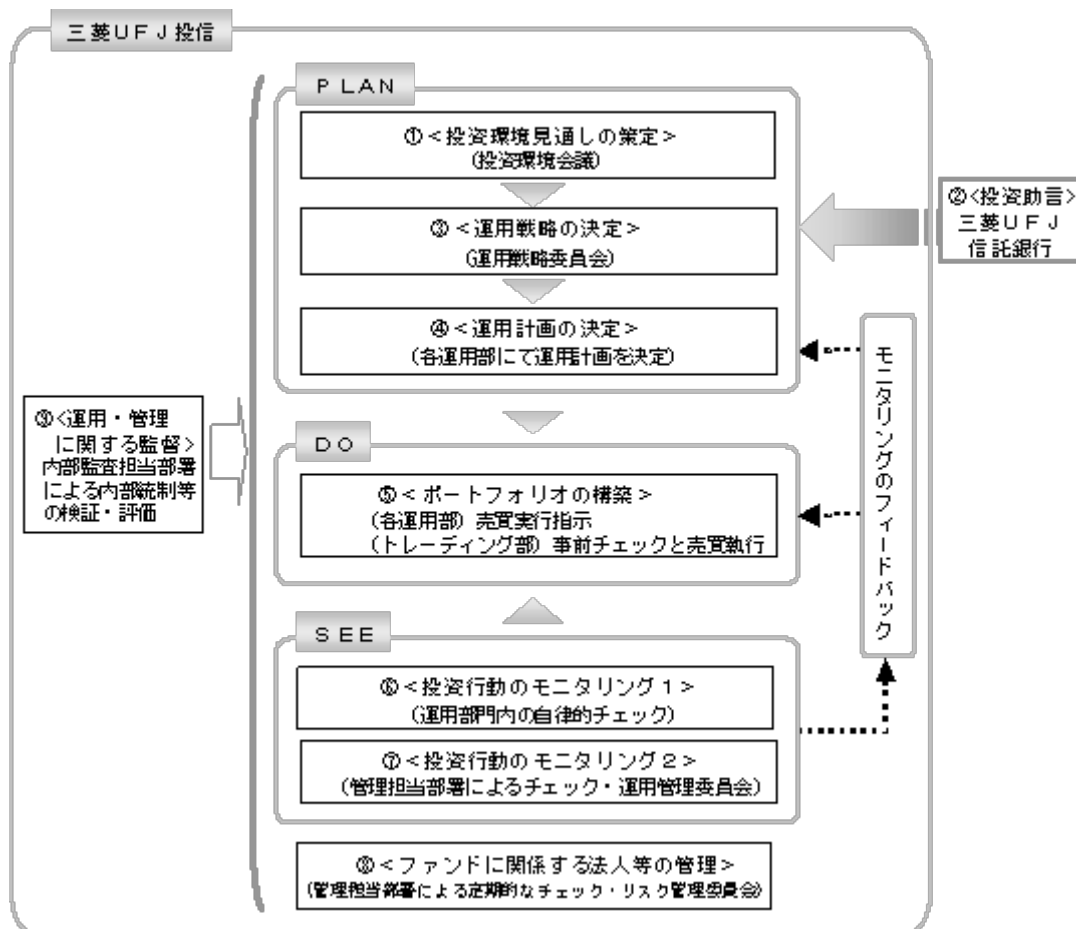 三菱UFJ投信
PLAN
①<投資環境見通しの策定>
(投資環境会議)
③<運用戦略の決定>
(運用戦略委員会)
④<運用計画の決定>
(各運用部にて運用計画を決定)
②<投資助言>
三菱UFJ
信託銀行
⑨<運用・管理
に関する監督>
内部監査担当部署
による内部統制等
の検証・評価
DO
⑤<ポートフォリオの構築>
(各運用部) 売買実行指示
(トレーディング部) 事前チェックと売買執行
モニタリングのフィードバック
SEE
⑥<投資行動のモニタリング1>
(運用部門内の自律的チェック)
⑦<投資行動のモニタリング2>
(管理担当部署によるチェック・運用管理委員会)
⑧<ファンドに関係する法人等の管理>
(管理担当部署による定期的なチェック・リスク管理委員会)